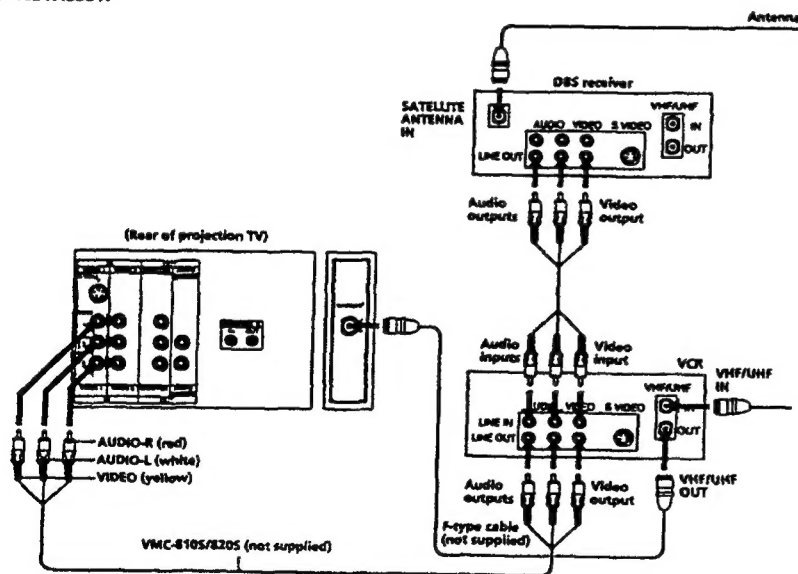 Antenna
DBS receiver
SATELLITE
ANTENNA
IN
AUDIO VIDEO S VIDEO
VHF/UHF
IN
OUT
LINE OUT
Audio
outputs
Video
output
(Rear of projection TV)
Audio
inputs
Video
input
VCR
VHF/UHF
IN
VHF/UHF
AUDIO VIDEO S VIDEO
LINE IN
LINE OUT
OUT
AUDIO-R (red)
AUDIO-L (white)
VIDEO (yellow)
Audio
outputs
Video
output
VHF/UHF
OUT
F-type cable
(not supplied)
VMC-810S/820S (not supplied)